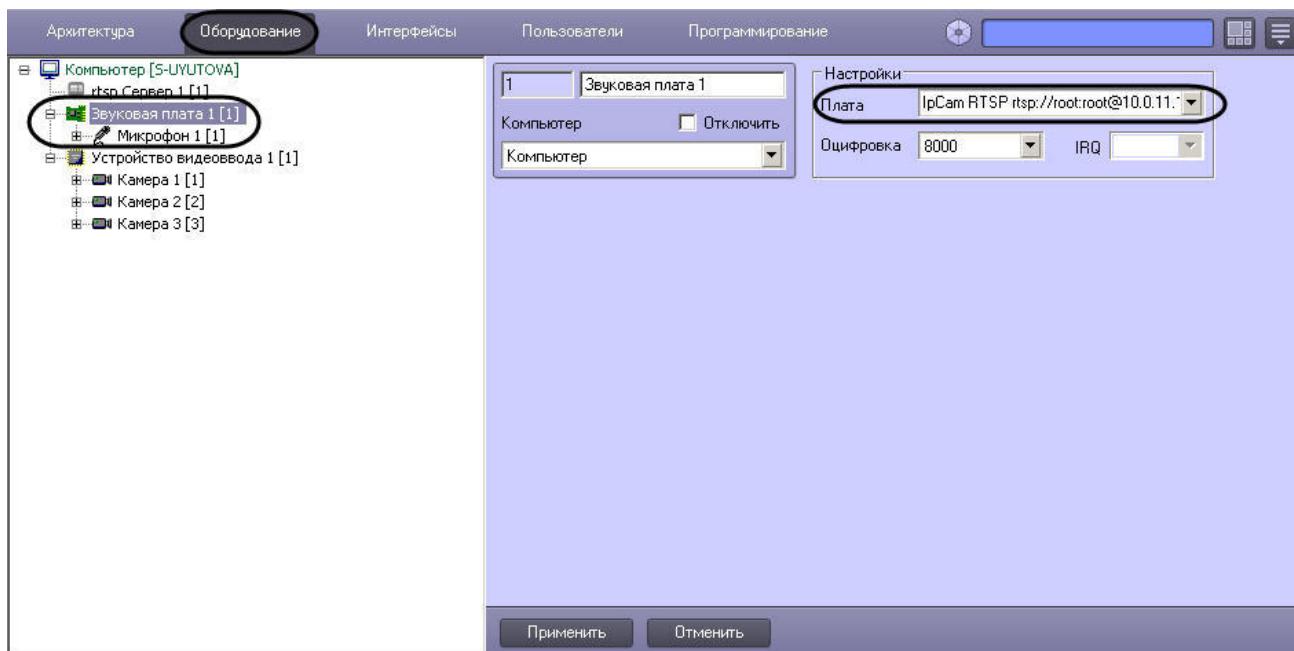 Архитектура Оборудование Интерфейсы Пользователи Программирование
Компьютер [S-UYUTOVA]
rtsp Сервер 1 [1]
Звуковая плата 1 [1]
Микрофон 1 [1]
Устройство видеоввода 1 [1]
Камера 1 [1]
Камера 2 [2]
Камера 3 [3]
1 Звуковая плата 1
Компьютер Отключить
Компьютер
Настройки
Плата IpCam RTSP rtsp://root:root@10.0.11.
Оцифровка 8000 IRQ
Применить Отменить